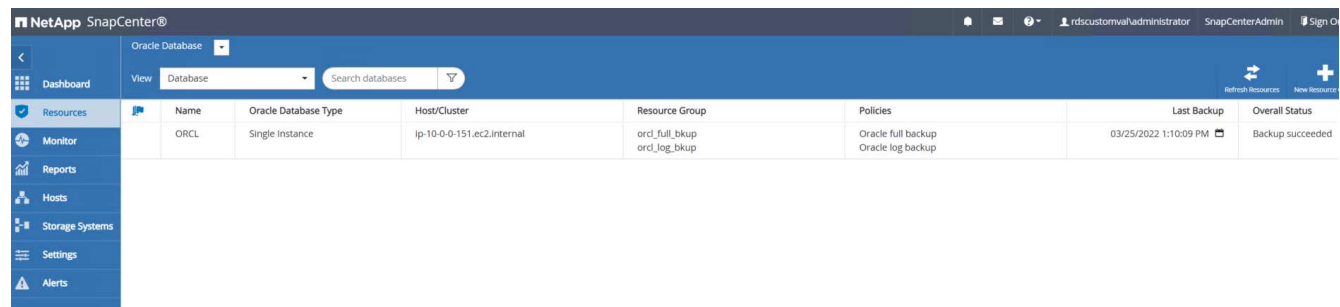 NetApp SnapCenter®
rdscustomval\administrator SnapCenterAdmin Sign O
Oracle Database
Dashboard
View Database Search databases
Refresh Resources New Resource
Resources
Name Oracle Database Type Host/Cluster Resource Group Policies Last Backup Overall Status
ORCL Single Instance ip-10-0-0-151.ec2.internal orcl_full_bkup Oracle full backup 03/25/2022 1:10:09 PM Backup succeeded
orcl_log_bkup Oracle log backup
Monitor
Reports
Hosts
Storage Systems
Settings
Alerts